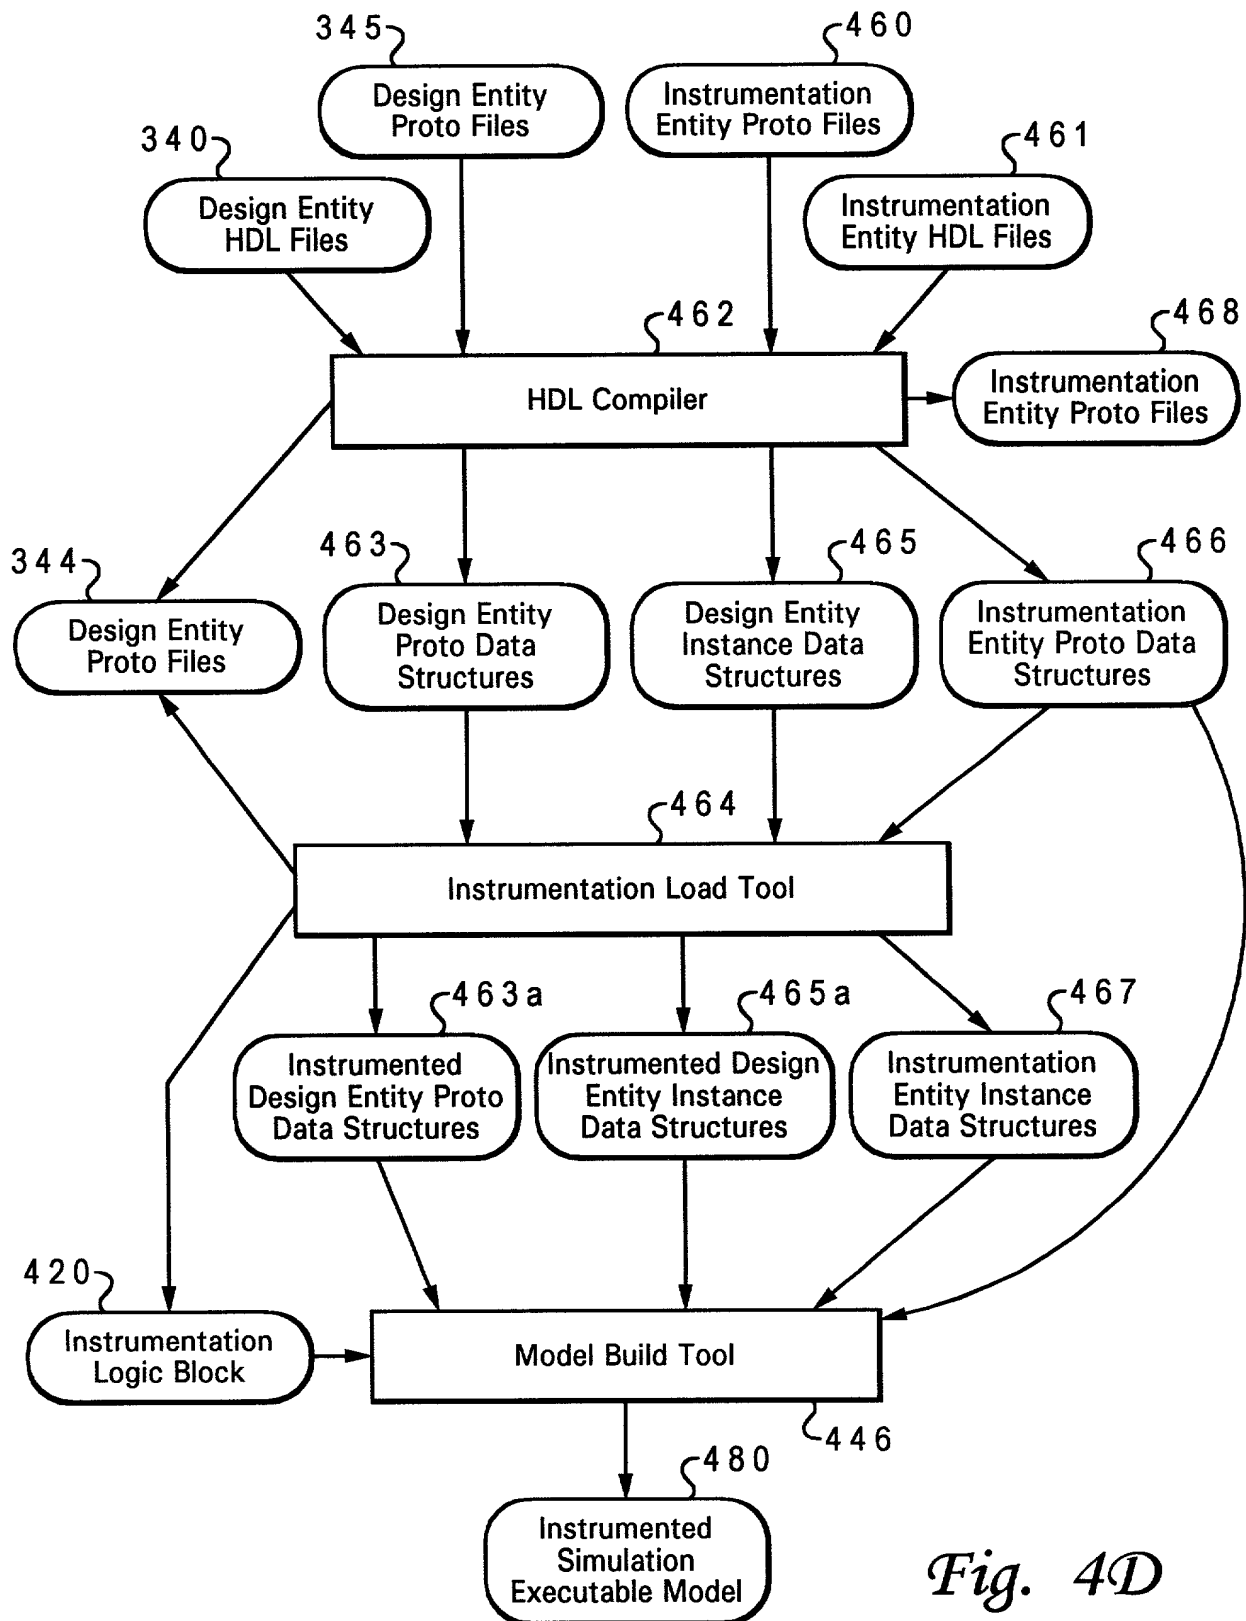 345
460
Design Entity
Proto Files
Instrumentation
Entity Proto Files
340
461
Design Entity
HDL Files
Instrumentation
Entity HDL Files
462
468
HDL Compiler
Instrumentation
Entity Proto Files
344
463
465
466
Design Entity
Proto Files
Design Entity
Proto Data
Structures
Design Entity
Instance Data
Structures
Instrumentation
Entity Proto Data
Structures
464
Instrumentation Load Tool
463a
465a
467
Instrumented
Design Entity Proto
Data Structures
Instrumented Design
Entity Instance
Data Structures
Instrumentation
Entity Instance
Data Structures
420
Instrumentation
Logic Block
Model Build Tool
446
480
Instrumented
Simulation
Executable Model
Fig. 4D